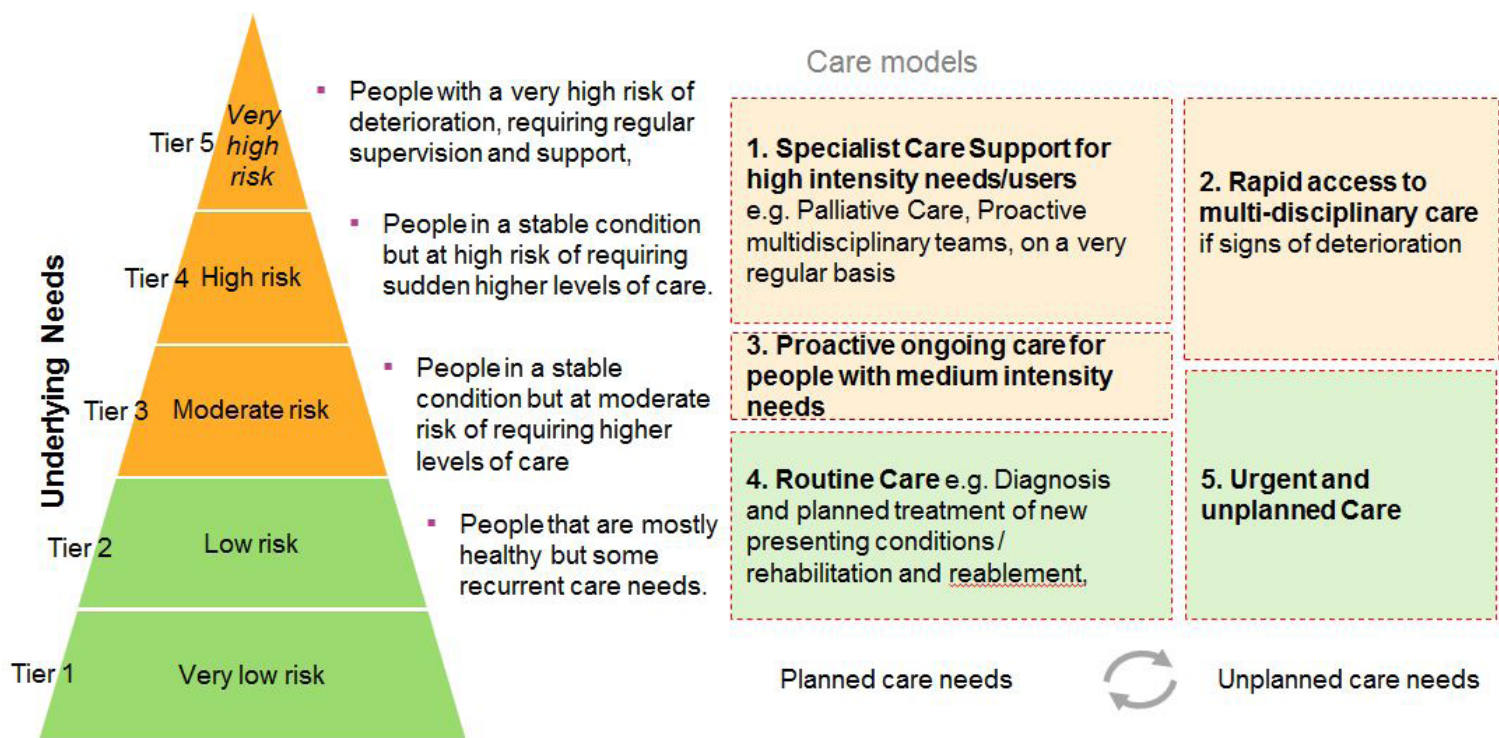 Care models
Underlying Needs
Tier 5
Very
high
risk
Tier 4
High risk
Tier 3
Moderate risk
Tier 2
Low risk
Tier 1
Very low risk
▪ People with a very high risk of
deterioration, requiring regular
supervision and support,
▪ People in a stable condition
but at high risk of requiring
sudden higher levels of care.
▪ People in a stable
condition but at moderate
risk of requiring higher
levels of care
▪ People that are mostly
healthy but some
recurrent care needs.
1. Specialist Care Support for
high intensity needs/users
e.g. Palliative Care, Proactive
multidisciplinary teams, on a very
regular basis
2. Rapid access to
multi-disciplinary care
if signs of deterioration
3. Proactive ongoing care for
people with medium intensity
needs
4. Routine Care e.g. Diagnosis
and planned treatment of new
presenting conditions/
rehabilitation and reablement,
5. Urgent and
unplanned Care
Planned care needs
Unplanned care needs